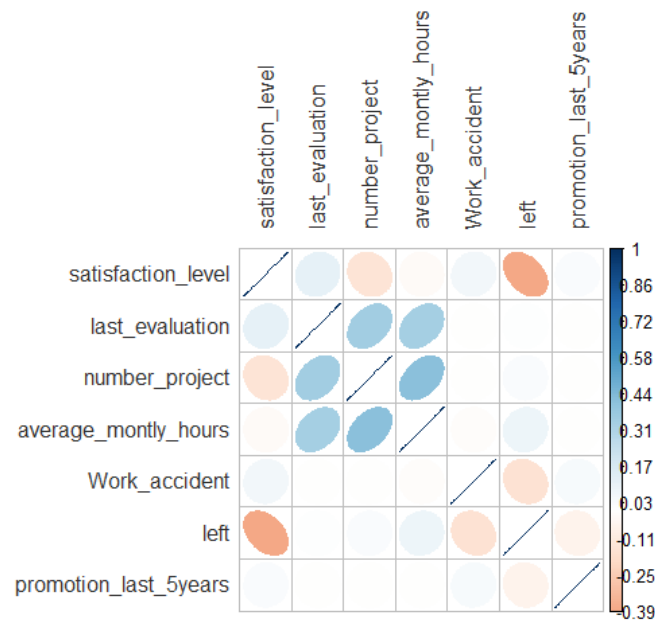 satisfaction_level
last_evaluation
number_project
average_montly_hours
Work_accident
left
promotion_last_5years
satisfaction_level
last_evaluation
number_project
average_montly_hours
Work_accident
left
promotion_last_5years
1
0.86
0.72
0.58
0.44
0.31
0.17
0.03
-0.11
-0.25
-0.39